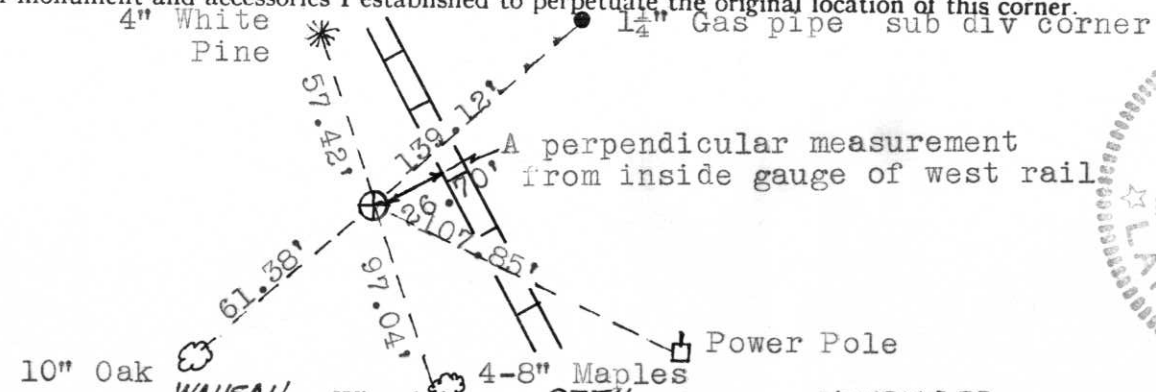 monument and accessories I established to perpetuate the original location of this corner.
4" White
Pine
1¼" Gas pipe sub div corner
57.42'
139.12'
A perpendicular measurement
from inside gauge of west rail
26.70'
107.85'
61.38'
97.04'
Power Pole
10" Oak
4-8" Maples
WAUSAU